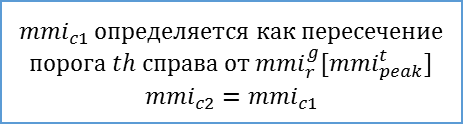 mmi_{c1} определяется как пересечение
порога th справа от mmi_r^g[mmi_{peak}^t]
mmi_{c2} = mmi_{c1}